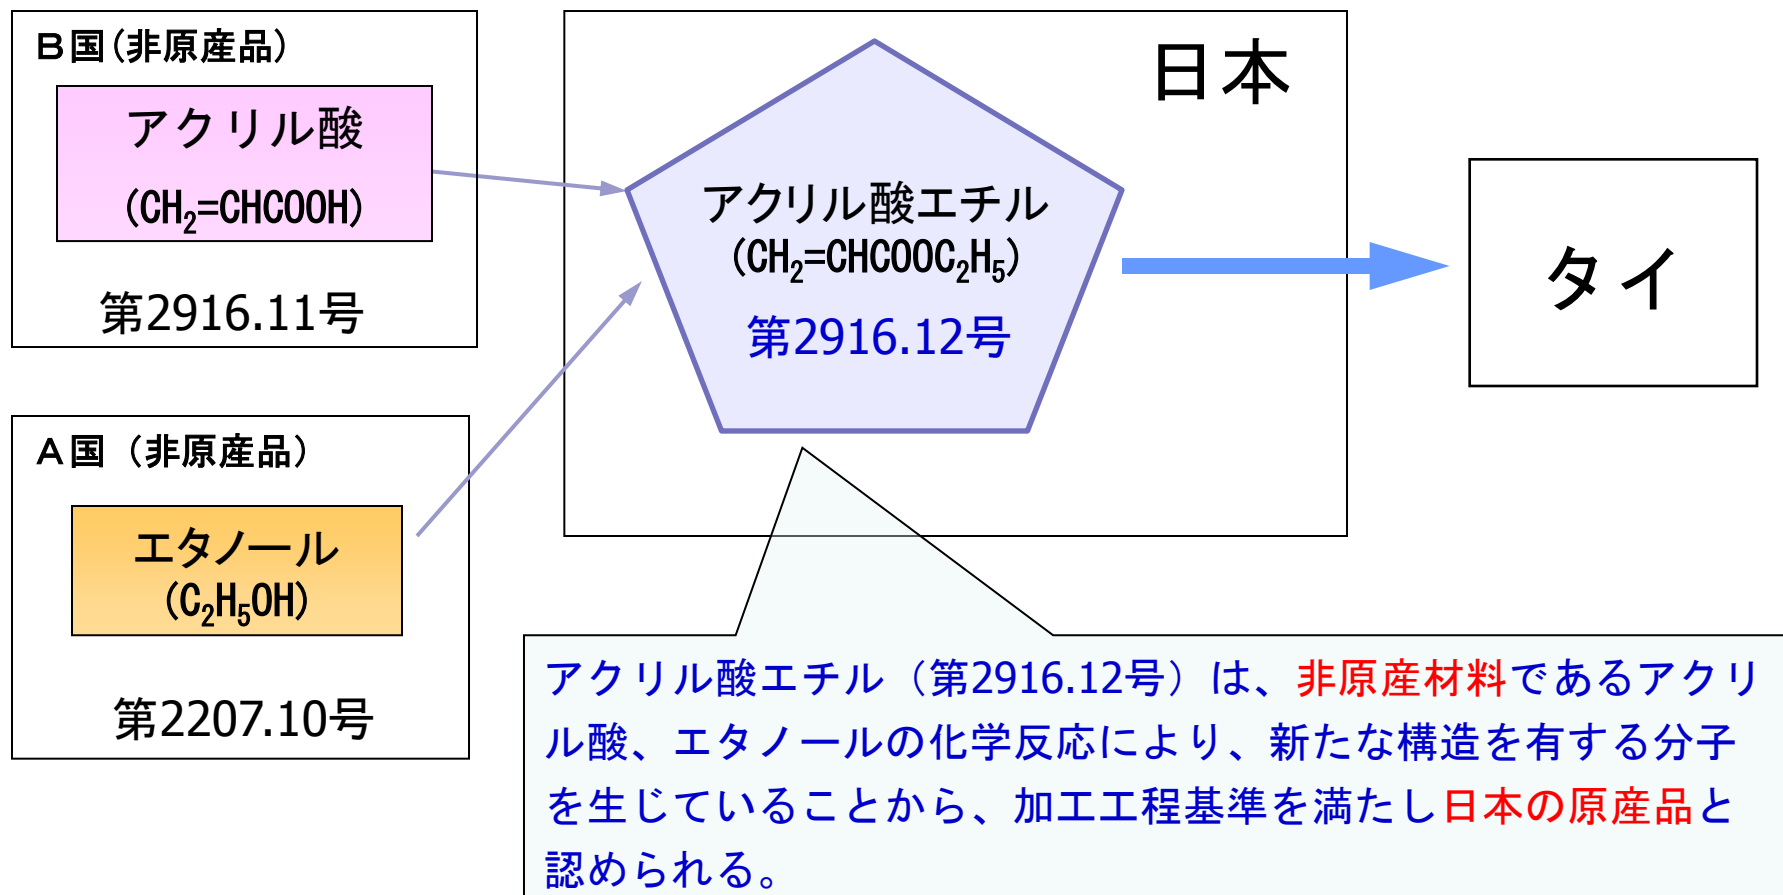 B国(非原産品)
アクリル酸
(CH₂=CHCOOH)
第2916.11号
A国（非原産品）
エタノール
(C₂H₅OH)
第2207.10号
日本
アクリル酸エチル
(CH₂=CHCOOC₂H₅)
第2916.12号
タイ
アクリル酸エチル（第2916.12号）は、非原産材料であるアクリ
ル酸、エタノールの化学反応により、新たな構造を有する分子
を生じていることから、加工工程基準を満たし日本の原産品と
認められる。